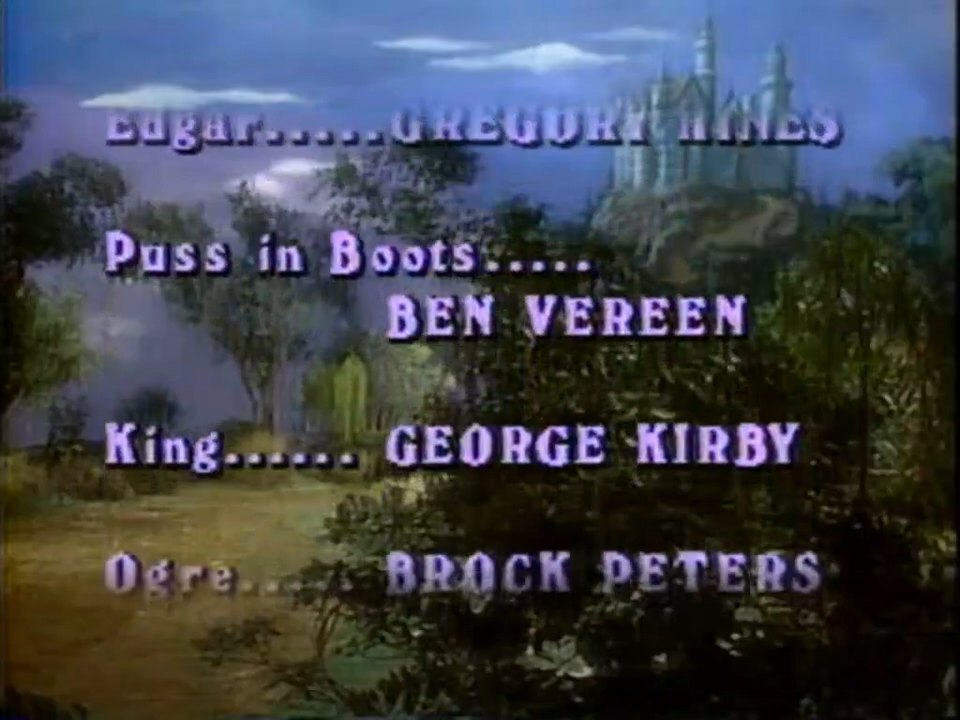 Edgar.....GREGORY HINES
Puss in Boots.....
BEN VEREEN
King...... GEORGE KIRBY
Ogre...... BROCK PETERS